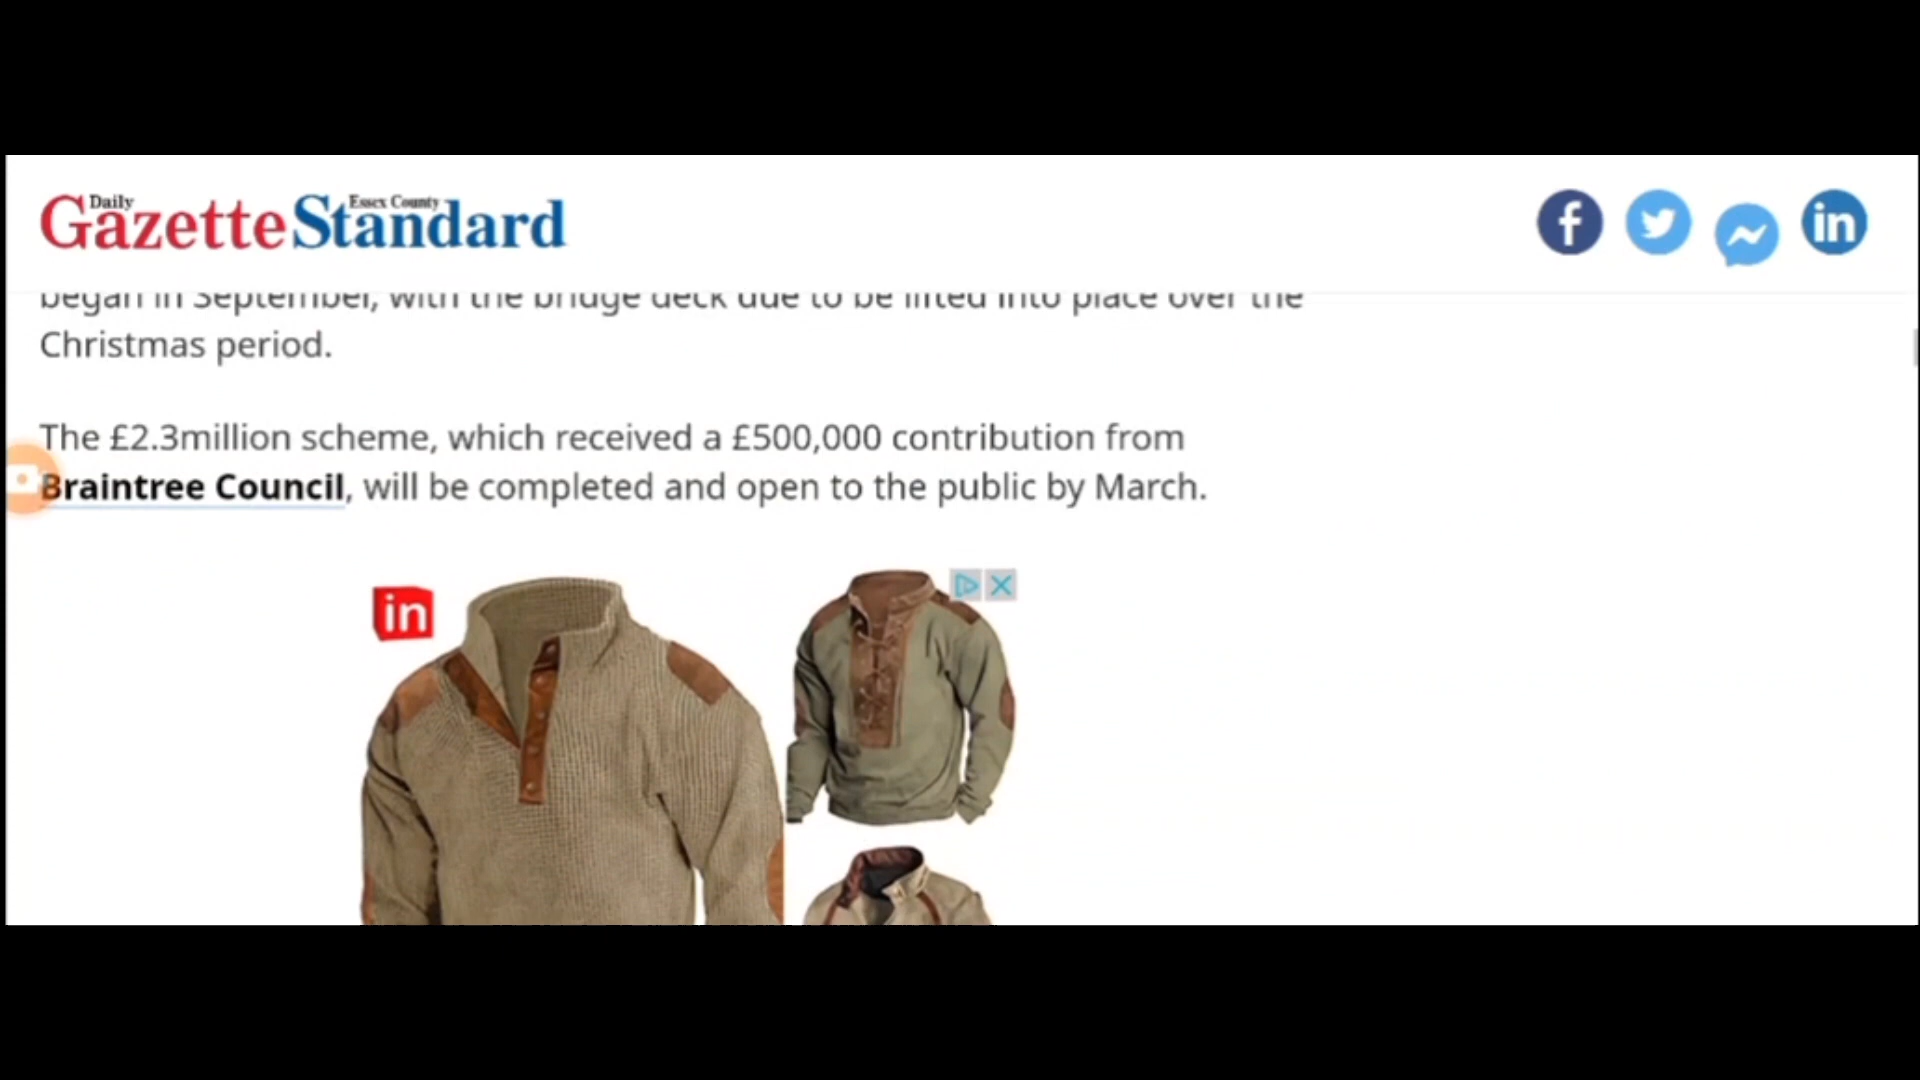 Daily Gazette Essex County Standard
began in September, with the bridge deck due to be lifted into place over the
Christmas period.
The £2.3million scheme, which received a £500,000 contribution from
Braintree Council, will be completed and open to the public by March.
in
in